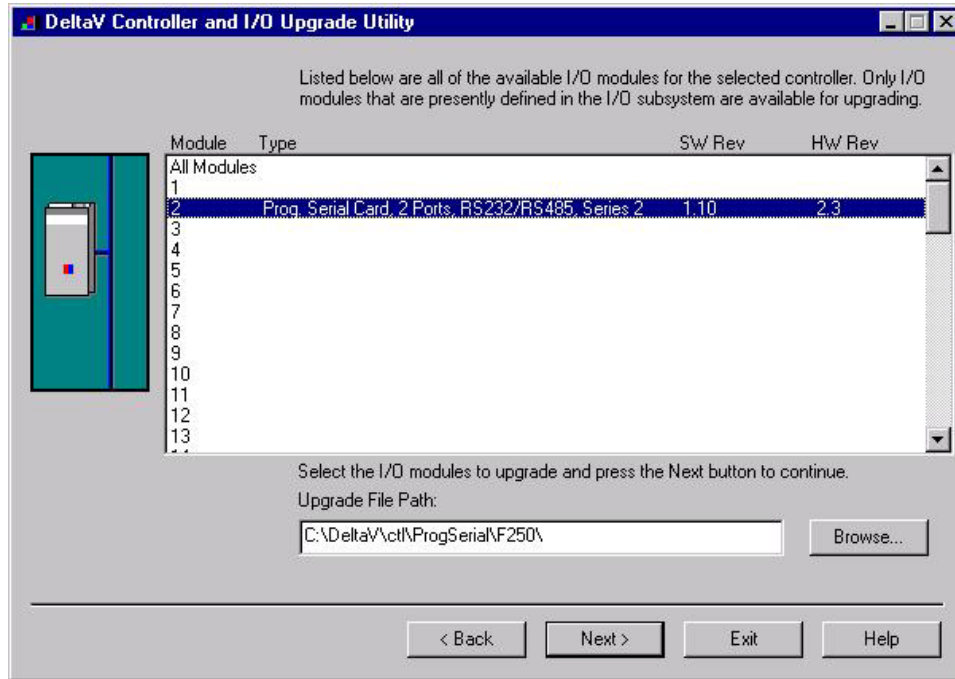 DeltaV Controller and I/O Upgrade Utility
Listed below are all of the available I/O modules for the selected controller. Only I/O
modules that are presently defined in the I/O subsystem are available for upgrading.
Module Type SW Rev HW Rev
All Modules
1
2 Prog. Serial Card, 2 Ports, RS232/RS485, Series 2 1.10 2.3
3
4
5
6
7
8
9
10
11
12
13
Select the I/O modules to upgrade and press the Next button to continue.
Upgrade File Path:
C:\DeltaV\ctl\ProgSerial\F250\
Browse...
< Back Next > Exit Help